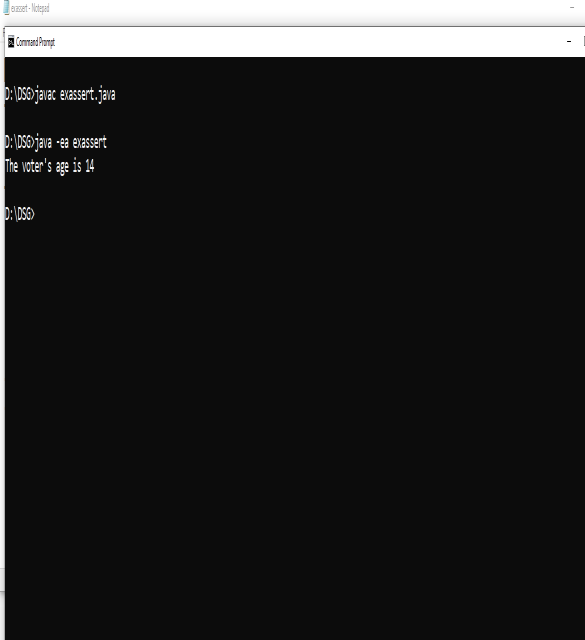 exassert - Notepad
Command Prompt
D:\DSG>javac exassert.java
D:\DSG>java -ea exassert
The voter's age is 14
D:\DSG>